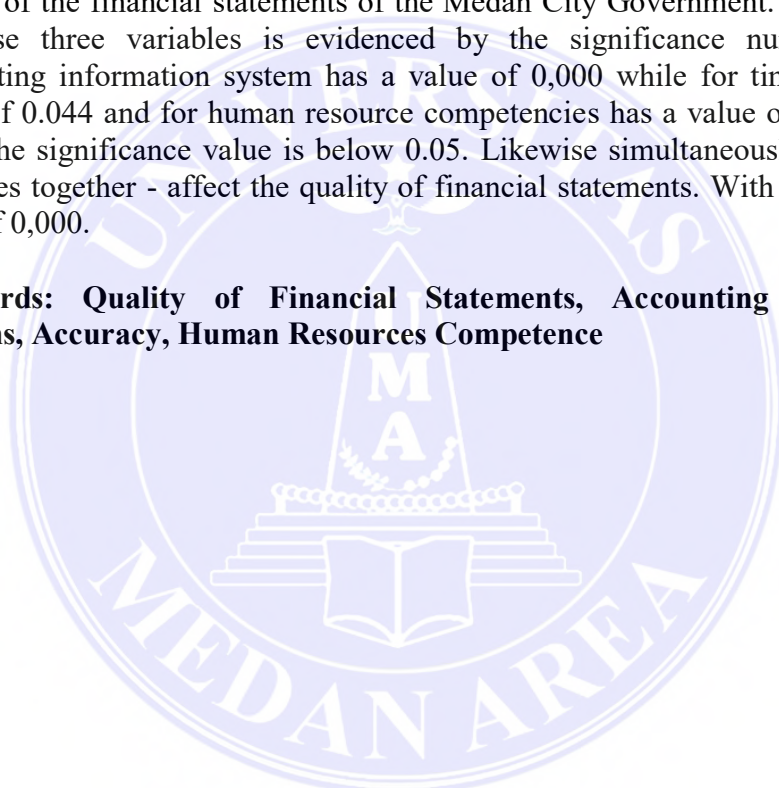 of the financial statements of the Medan City Government.
se three variables is evidenced by the significance nu
ting information system has a value of 0,000 while for tim
f 0.044 and for human resource competencies has a value o
he significance value is below 0.05. Likewise simultaneous
es together - affect the quality of financial statements. With
f 0,000.
rds: Quality of Financial Statements, Accounting
s, Accuracy, Human Resources Competence
UNIVERSITAS
U
M
A
MEDAN AREA